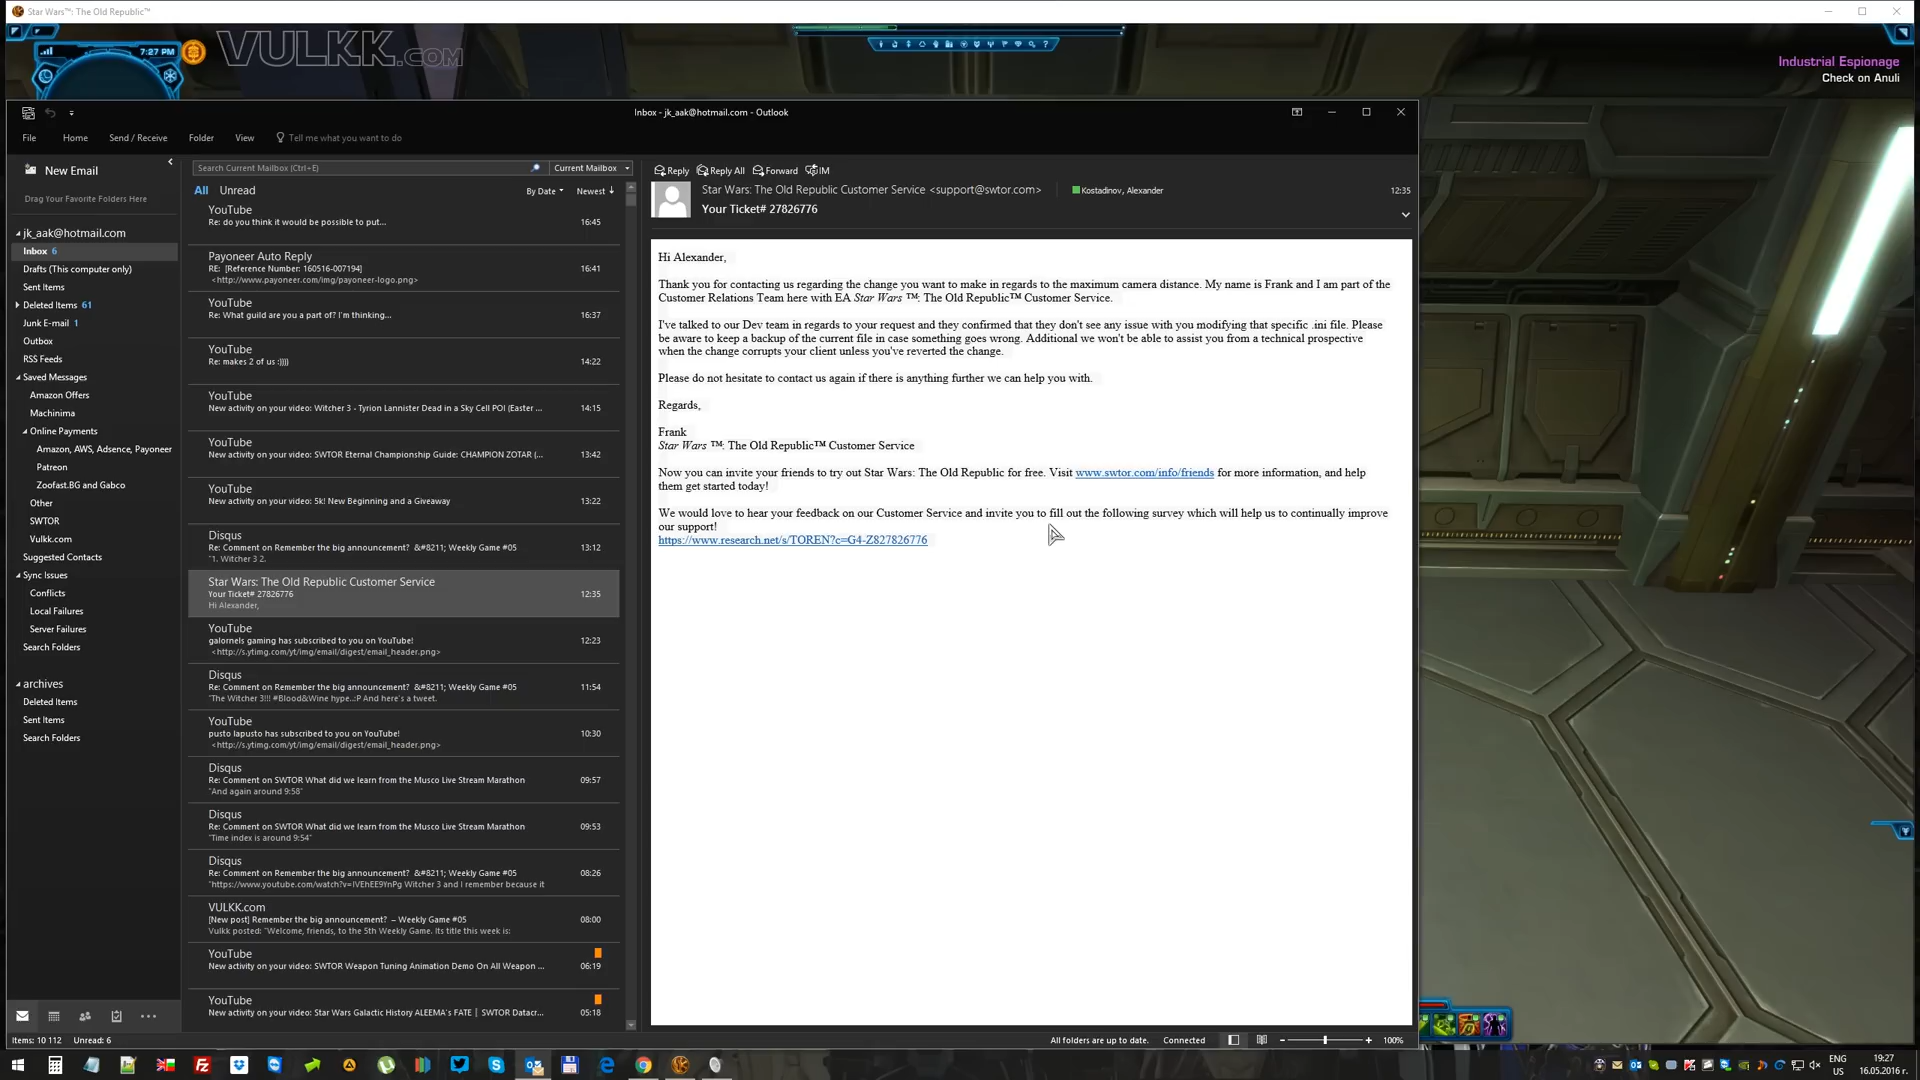 Star Wars™: The Old Republic™
7:27 PM
VULKK.COM
Industrial Espionage
Check on Anuli
Inbox - jk_aak@hotmail.com - Outlook
File Home Send / Receive Folder View Tell me what you want to do
New Email
Drag Your Favorite Folders Here
jk_aak@hotmail.com
Inbox 6
Drafts (This computer only)
Sent Items
Deleted Items 61
Junk E-mail 1
Outbox
RSS Feeds
Saved Messages
Amazon Offers
Machinima
Online Payments
Amazon, AWS, Adsence, Payoneer
Patreon
Zoofast.BG and Gabco
Other
SWTOR
Vulkk.com
Suggested Contacts
Sync Issues
Conflicts
Local Failures
Server Failures
Search Folders
archives
Deleted Items
Sent Items
Search Folders
Items: 10 112 Unread: 6
Search Current Mailbox (Ctrl+E) Current Mailbox
All Unread By Date Newest ↓
YouTube
Re: do you think it would be possible to put... 16:45
Payoneer Auto Reply
RE: [Reference Number: 160516-007194] 16:41
<http://www.payoneer.com/img/payoneer-logo.png>
YouTube
Re: What guild are you a part of? I'm thinking... 16:37
YouTube
Re: makes 2 of us :)))) 14:22
YouTube
New activity on your video: Witcher 3 - Tyrion Lannister Dead in a Sky Cell POI (Easter ... 14:15
YouTube
New activity on your video: SWTOR Eternal Championship Guide: CHAMPION ZOTAR (... 13:42
YouTube
New activity on your video: 5k! New Beginning and a Giveaway 13:22
Disqus
Re: Comment on Remember the big announcement? &#8211; Weekly Game #05 13:12
"1. Witcher 3 2.
Star Wars: The Old Republic Customer Service
Your Ticket# 27826776 12:35
Hi Alexander,
YouTube
galornels gaming has subscribed to you on YouTube! 12:23
<http://s.ytimg.com/yt/img/email/digest/email_header.png>
Disqus
Re: Comment on Remember the big announcement? &#8211; Weekly Game #05 11:54
"The Witcher 3!!! #Blood&Wine hype..:P And here's a tweet.
YouTube
pusto lapusto has subscribed to you on YouTube! 10:30
<http://s.ytimg.com/yt/img/email/digest/email_header.png>
Disqus
Re: Comment on SWTOR What did we learn from the Musco Live Stream Marathon 09:57
"And again around 9:58"
Disqus
Re: Comment on SWTOR What did we learn from the Musco Live Stream Marathon 09:53
"Time index is around 9:54"
Disqus
Re: Comment on Remember the big announcement? &#8211; Weekly Game #05 08:26
"https://www.youtube.com/watch?v=IVEhEE9YnPg Witcher 3 and I remember because it
VULKK.com
[New post] Remember the big announcement? – Weekly Game #05 08:00
Vulkk posted: "Welcome, friends, to the 5th Weekly Game. Its title this week is:
YouTube
New activity on your video: SWTOR Weapon Tuning Animation Demo On All Weapon ... 06:19
YouTube
New activity on your video: Star Wars Galactic History ALEEMA's FATE | SWTOR Datacr... 05:18
Reply Reply All Forward IM
Star Wars: The Old Republic Customer Service <support@swtor.com> Kostadinov, Alexander 12:35
Your Ticket# 27826776
Hi Alexander,
Thank you for contacting us regarding the change you want to make in regards to the maximum camera distance. My name is Frank and I am part of the
Customer Relations Team here with EA Star Wars ™: The Old Republic™ Customer Service.
I've talked to our Dev team in regards to your request and they confirmed that they don't see any issue with you modifying that specific .ini file. Please
be aware to keep a backup of the current file in case something goes wrong. Additional we won't be able to assist you from a technical prospective
when the change corrupts your client unless you've reverted the change.
Please do not hesitate to contact us again if there is anything further we can help you with.
Regards,
Frank
Star Wars ™: The Old Republic™ Customer Service
Now you can invite your friends to try out Star Wars: The Old Republic for free. Visit www.swtor.com/info/friends for more information, and help
them get started today!
We would love to hear your feedback on our Customer Service and invite you to fill out the following survey which will help us to continually improve
our support!
https://www.research.net/s/TOREN?c=G4-Z827826776
All folders are up to date. Connected 100%
ENG 19:27
US 16.05.2016 г.